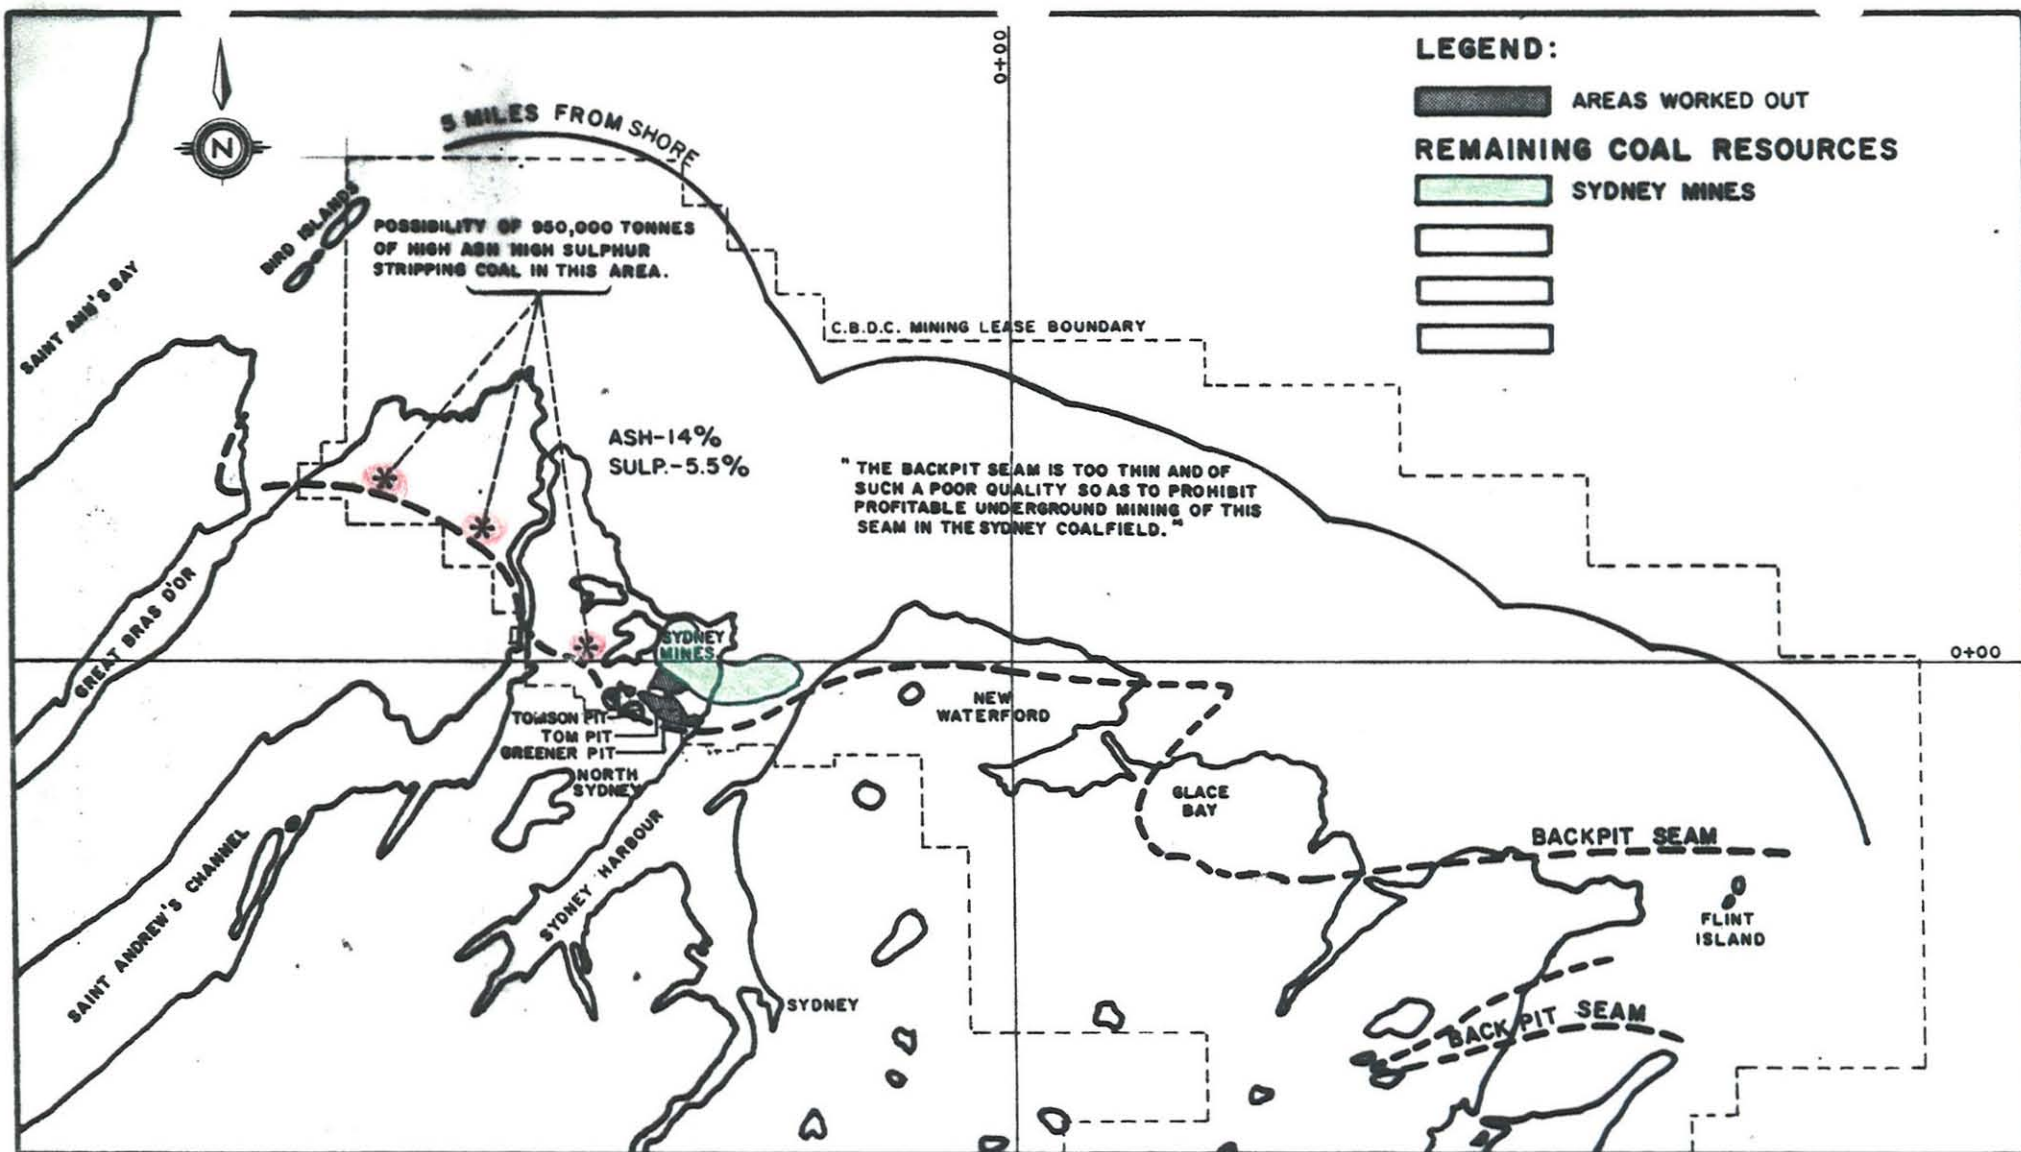 LEGEND:
AREAS WORKED OUT
REMAINING COAL RESOURCES
SYDNEY MINES
0+00
N
5 MILES FROM SHORE
BIRD ISLANDS
POSSIBILITY OF 950,000 TONNES
OF HIGH ASH HIGH SULPHUR
STRIPPING COAL IN THIS AREA.
SAINT ANN'S BAY
C.B.D.C. MINING LEASE BOUNDARY
ASH-14%
SULP.-5.5%
" THE BACKPIT SEAM IS TOO THIN AND OF
SUCH A POOR QUALITY SO AS TO PROHIBIT
PROFITABLE UNDERGROUND MINING OF THIS
SEAM IN THE SYDNEY COALFIELD. "
GREAT BRAS D'OR
SYDNEY
MINES
0+00
TOMSON PIT
TOM PIT
GREENER PIT
NEW
WATERFORD
NORTH
SYDNEY
GLACE
BAY
BACKPIT SEAM
SYDNEY HARBOUR
SAINT ANDREW'S CHANNEL
FLINT
ISLAND
SYDNEY
BACKPIT SEAM